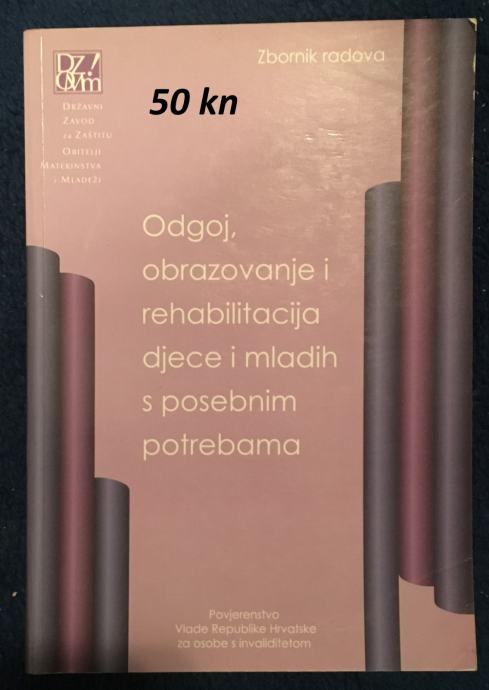 Zbornik radova
50 kn
DZ!
OMM
DRŽAVNI
ZAVOD
za ZAŠTITU
OBITELJI
MATERINSTVA
i MLADEŽI
Odgoj,
obrazovanje i
rehabilitacija
djece i mladih
s posebnim
potrebama
Povjerenstvo
Vlade Republike Hrvatske
za osobe s invaliditetom